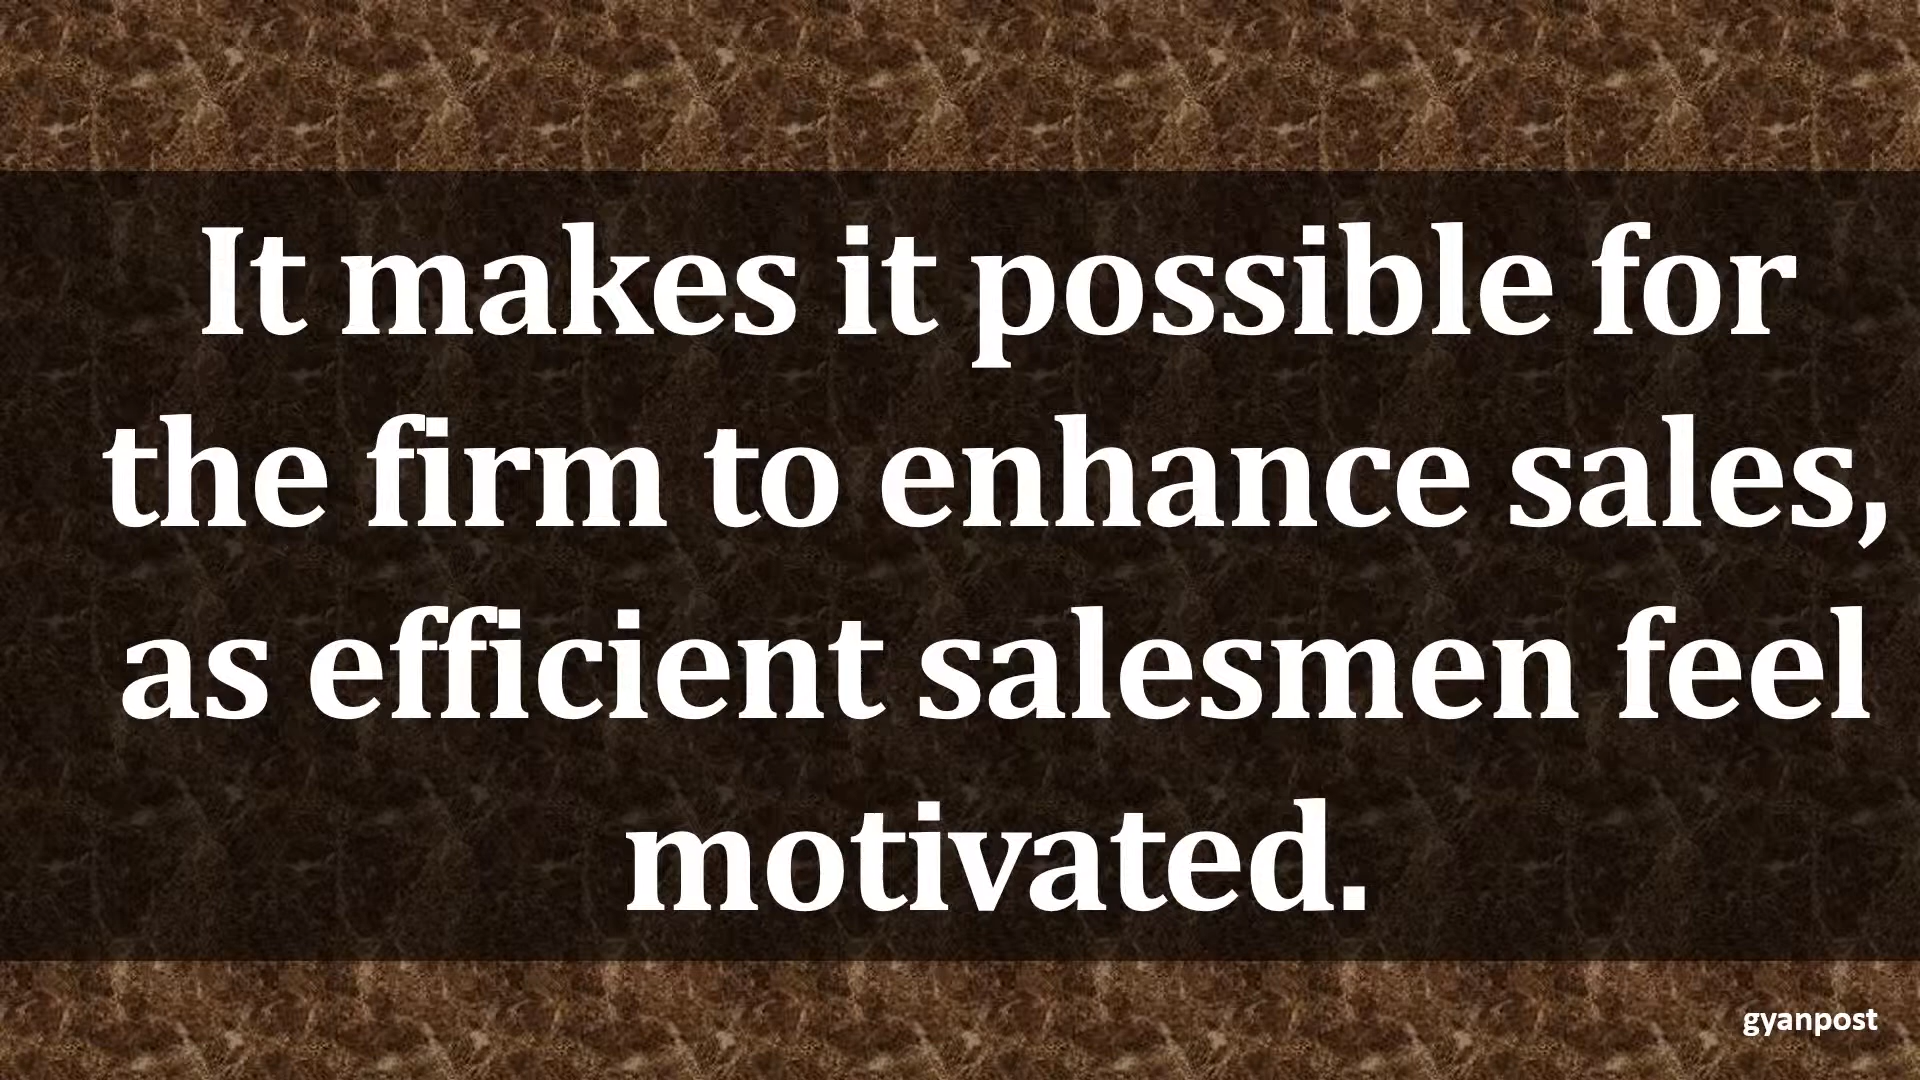 It makes it possible for
the firm to enhance sales,
as efficient salesmen feel
motivated.
gyanpost